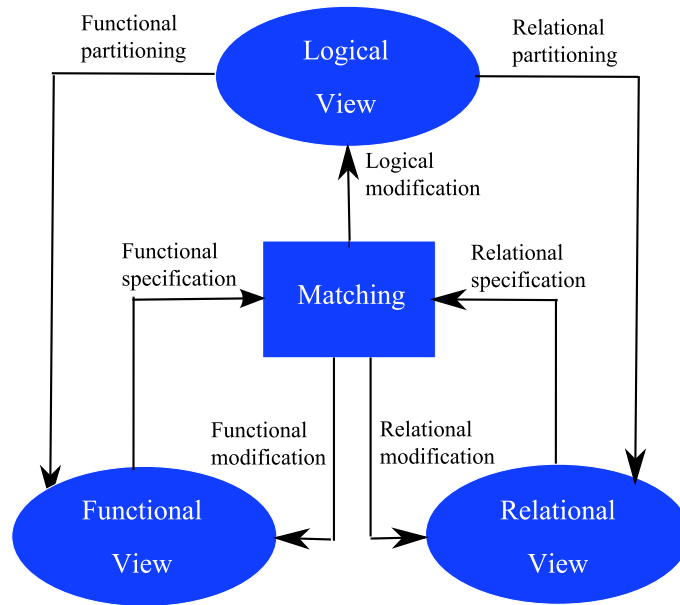 Functional
partitioning
Logical
View
Relational
partitioning
Logical
modification
Functional
specification
Matching
Relational
specification
Functional
modification
Relational
modification
Functional
View
Relational
View